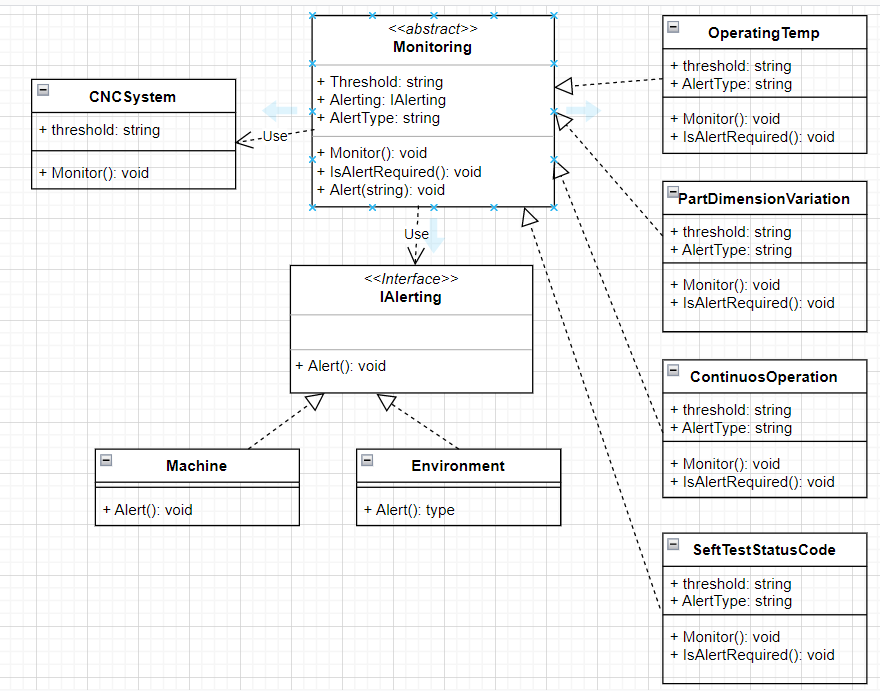 <<abstract>>
Monitoring
+ Threshold: string
+ Alerting: IAlerting
+ AlertType: string
+ Monitor(): void
+ IsAlertRequired(): void
+ Alert(string): void
CNCSystem
+ threshold: string
+ Monitor(): void
Use
Use
<<Interface>>
IAlerting
+ Alert(): void
Machine
+ Alert(): void
Environment
+ Alert(): type
OperatingTemp
+ threshold: string
+ AlertType: string
+ Monitor(): void
+ IsAlertRequired(): void
PartDimensionVariation
+ threshold: string
+ AlertType: string
+ Monitor(): void
+ IsAlertRequired(): void
ContinuosOperation
+ threshold: string
+ AlertType: string
+ Monitor(): void
+ IsAlertRequired(): void
SeftTestStatusCode
+ threshold: string
+ AlertType: string
+ Monitor(): void
+ IsAlertRequired(): void